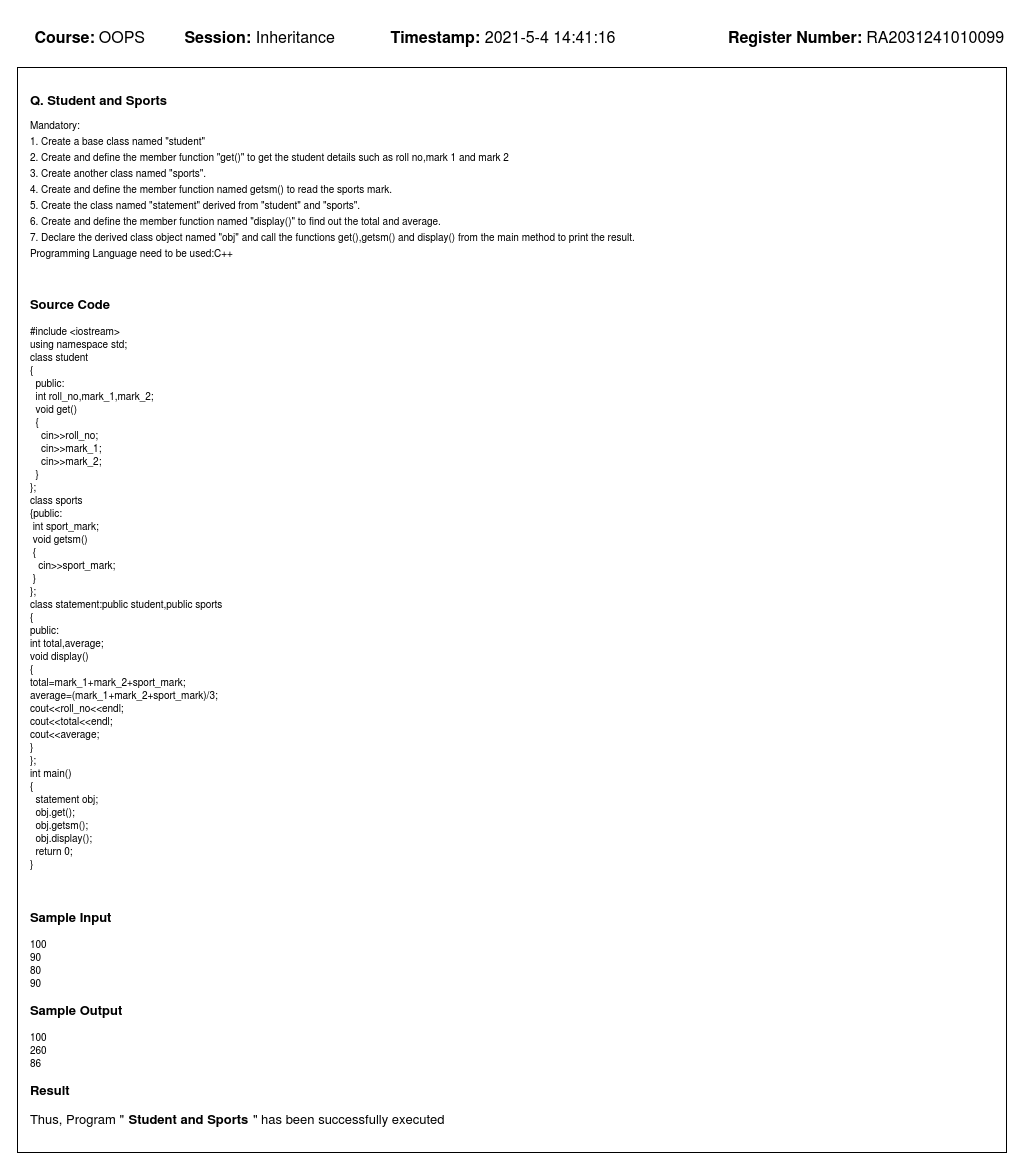 Course: OOPS Session: Inheritance Timestamp: 2021-5-4 14:41:16 Register Number: RA2031241010099
Q. Student and Sports
Mandatory:
1. Create a base class named "student"
2. Create and define the member function "get()" to get the student details such as roll no,mark 1 and mark 2
3. Create another class named "sports".
4. Create and define the member function named getsm() to read the sports mark.
5. Create the class named "statement" derived from "student" and "sports".
6. Create and define the member function named "display()" to find out the total and average.
7. Declare the derived class object named "obj" and call the functions get(),getsm() and display() from the main method to print the result.
Programming Language need to be used:C++
Source Code
#include <iostream>
using namespace std;
class student
{
  public:
  int roll_no,mark_1,mark_2;
  void get()
  {
    cin>>roll_no;
    cin>>mark_1;
    cin>>mark_2;
  }
};
class sports
{public:
 int sport_mark;
 void getsm()
 {
   cin>>sport_mark;
 }
};
class statement:public student,public sports
{
public:
int total,average;
void display()
{
total=mark_1+mark_2+sport_mark;
average=(mark_1+mark_2+sport_mark)/3;
cout<<roll_no<<endl;
cout<<total<<endl;
cout<<average;
}
};
int main()
{
  statement obj;
  obj.get();
  obj.getsm();
  obj.display();
  return 0;
}
Sample Input
100
90
80
90
Sample Output
100
260
86
Result
Thus, Program " Student and Sports " has been successfully executed